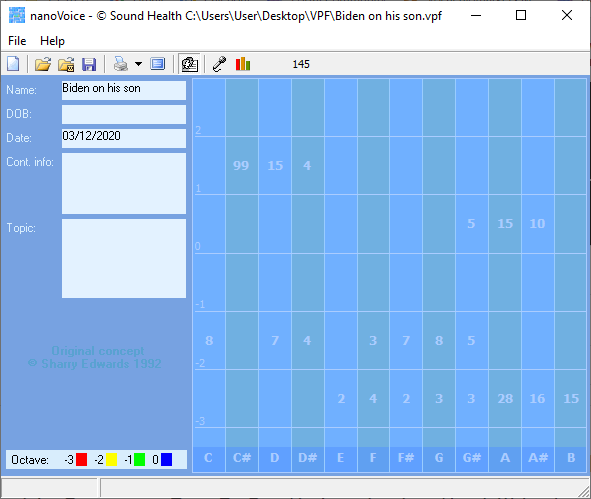 nanoVoice - © Sound Health C:\Users\User\Desktop\VPF\Biden on his son.vpf
File Help
145
Name: Biden on his son
DOB:
Date: 03/12/2020
Cont. info:
Topic:
Original concept
© Sharry Edwards 1992
Octave: -3 -2 -1 0
2
99 15 4
1
5 15 10
0
-1
8 7 4 3 7 8 5
-2
2 4 2 3 3 28 16 15
-3
C C# D D# E F F# G G# A A# B